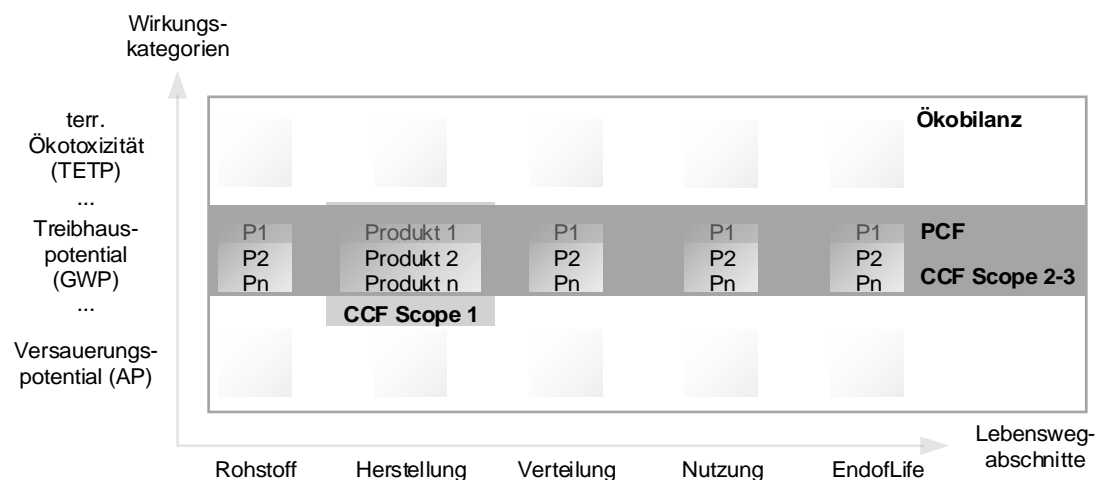 Wirkungs-
kategorien
terr.
Ökotoxizität
(TETP)
...
Treibhaus-
potential
(GWP)
...
Versauerungs-
potential (AP)
Ökobilanz
P1 Produkt 1 P1 P1 P1 PCF
P2 Produkt 2 P2 P2 P2
Pn Produkt n Pn Pn Pn CCF Scope 2-3
CCF Scope 1
Lebensweg-
abschnitte
Rohstoff Herstellung Verteilung Nutzung EndofLife